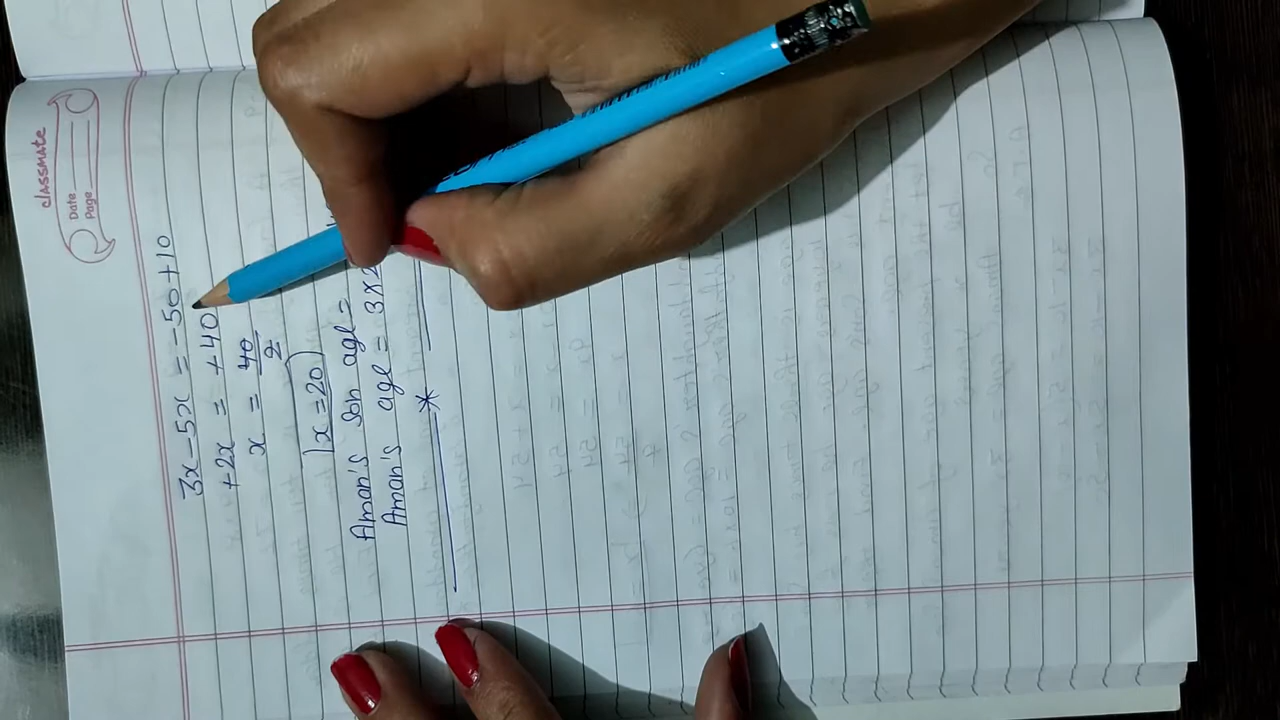 classmate
Date
Page
3x-5x = -50+10
+2x = +40
x = 40/2
x=20
Aman's son age =
Aman's age = 3x2
*